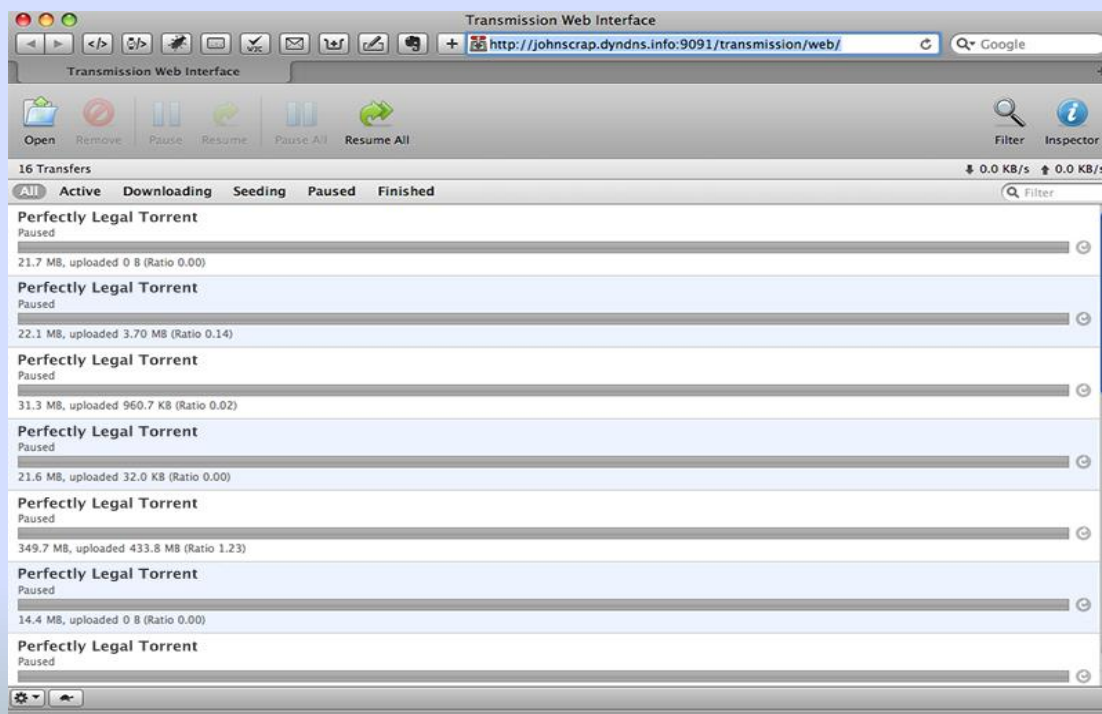 Transmission Web Interface
http://johnscrap.dyndns.info:9091/transmission/web/
Google
Transmission Web Interface
Open Remove Pause Resume Pause All Resume All Filter Inspector
16 Transfers 0.0 KB/s 0.0 KB/s
All Active Downloading Seeding Paused Finished Filter
Perfectly Legal Torrent
Paused
21.7 MB, uploaded 0 B (Ratio 0.00)
Perfectly Legal Torrent
Paused
22.1 MB, uploaded 3.70 MB (Ratio 0.14)
Perfectly Legal Torrent
Paused
31.3 MB, uploaded 960.7 KB (Ratio 0.02)
Perfectly Legal Torrent
Paused
21.6 MB, uploaded 32.0 KB (Ratio 0.00)
Perfectly Legal Torrent
Paused
349.7 MB, uploaded 433.8 MB (Ratio 1.23)
Perfectly Legal Torrent
Paused
14.4 MB, uploaded 0 B (Ratio 0.00)
Perfectly Legal Torrent
Paused